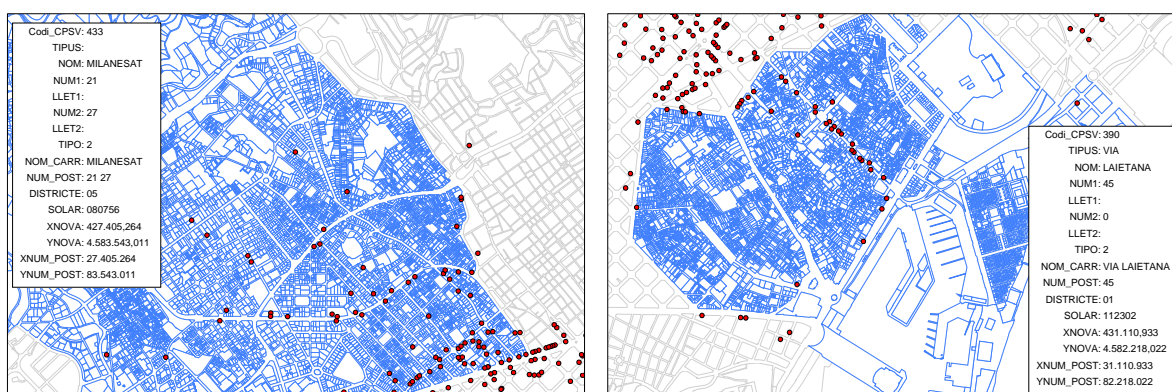 Codi_CPSV: 433
TIPUS:
NOM: MILANESAT
NUM1: 21
LLET1:
NUM2: 27
LLET2:
TIPO: 2
NOM_CARR: MILANESAT
NUM_POST: 21 27
DISTRICTE: 05
SOLAR: 080756
XNOVA: 427.405,264
YNOVA: 4.583.543,011
XNUM_POST: 27.405.264
YNUM_POST: 83.543.011
Codi_CPSV: 390
TIPUS: VIA
NOM: LAIETANA
NUM1: 45
LLET1:
NUM2: 0
LLET2:
TIPO: 2
NOM_CARR: VIA LAIETANA
NUM_POST: 45
DISTRICTE: 01
SOLAR: 112302
XNOVA: 431.110,933
YNOVA: 4.582.218,022
XNUM_POST: 31.110.933
YNUM_POST: 82.218.022